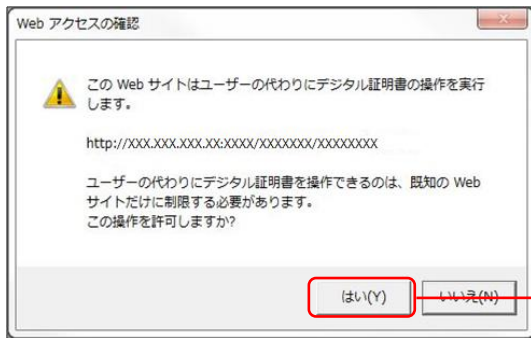 Web アクセスの確認
この Web サイトはユーザーの代わりにデジタル証明書の操作を実行
します。
http://XXX.XXX.XXX.XX:XXXX/XXXXXXX/XXXXXXXX
ユーザーの代わりにデジタル証明書を操作できるのは、既知の Web
サイトだけに制限する必要があります。
この操作を許可しますか?
はい(Y)
いいえ(N)